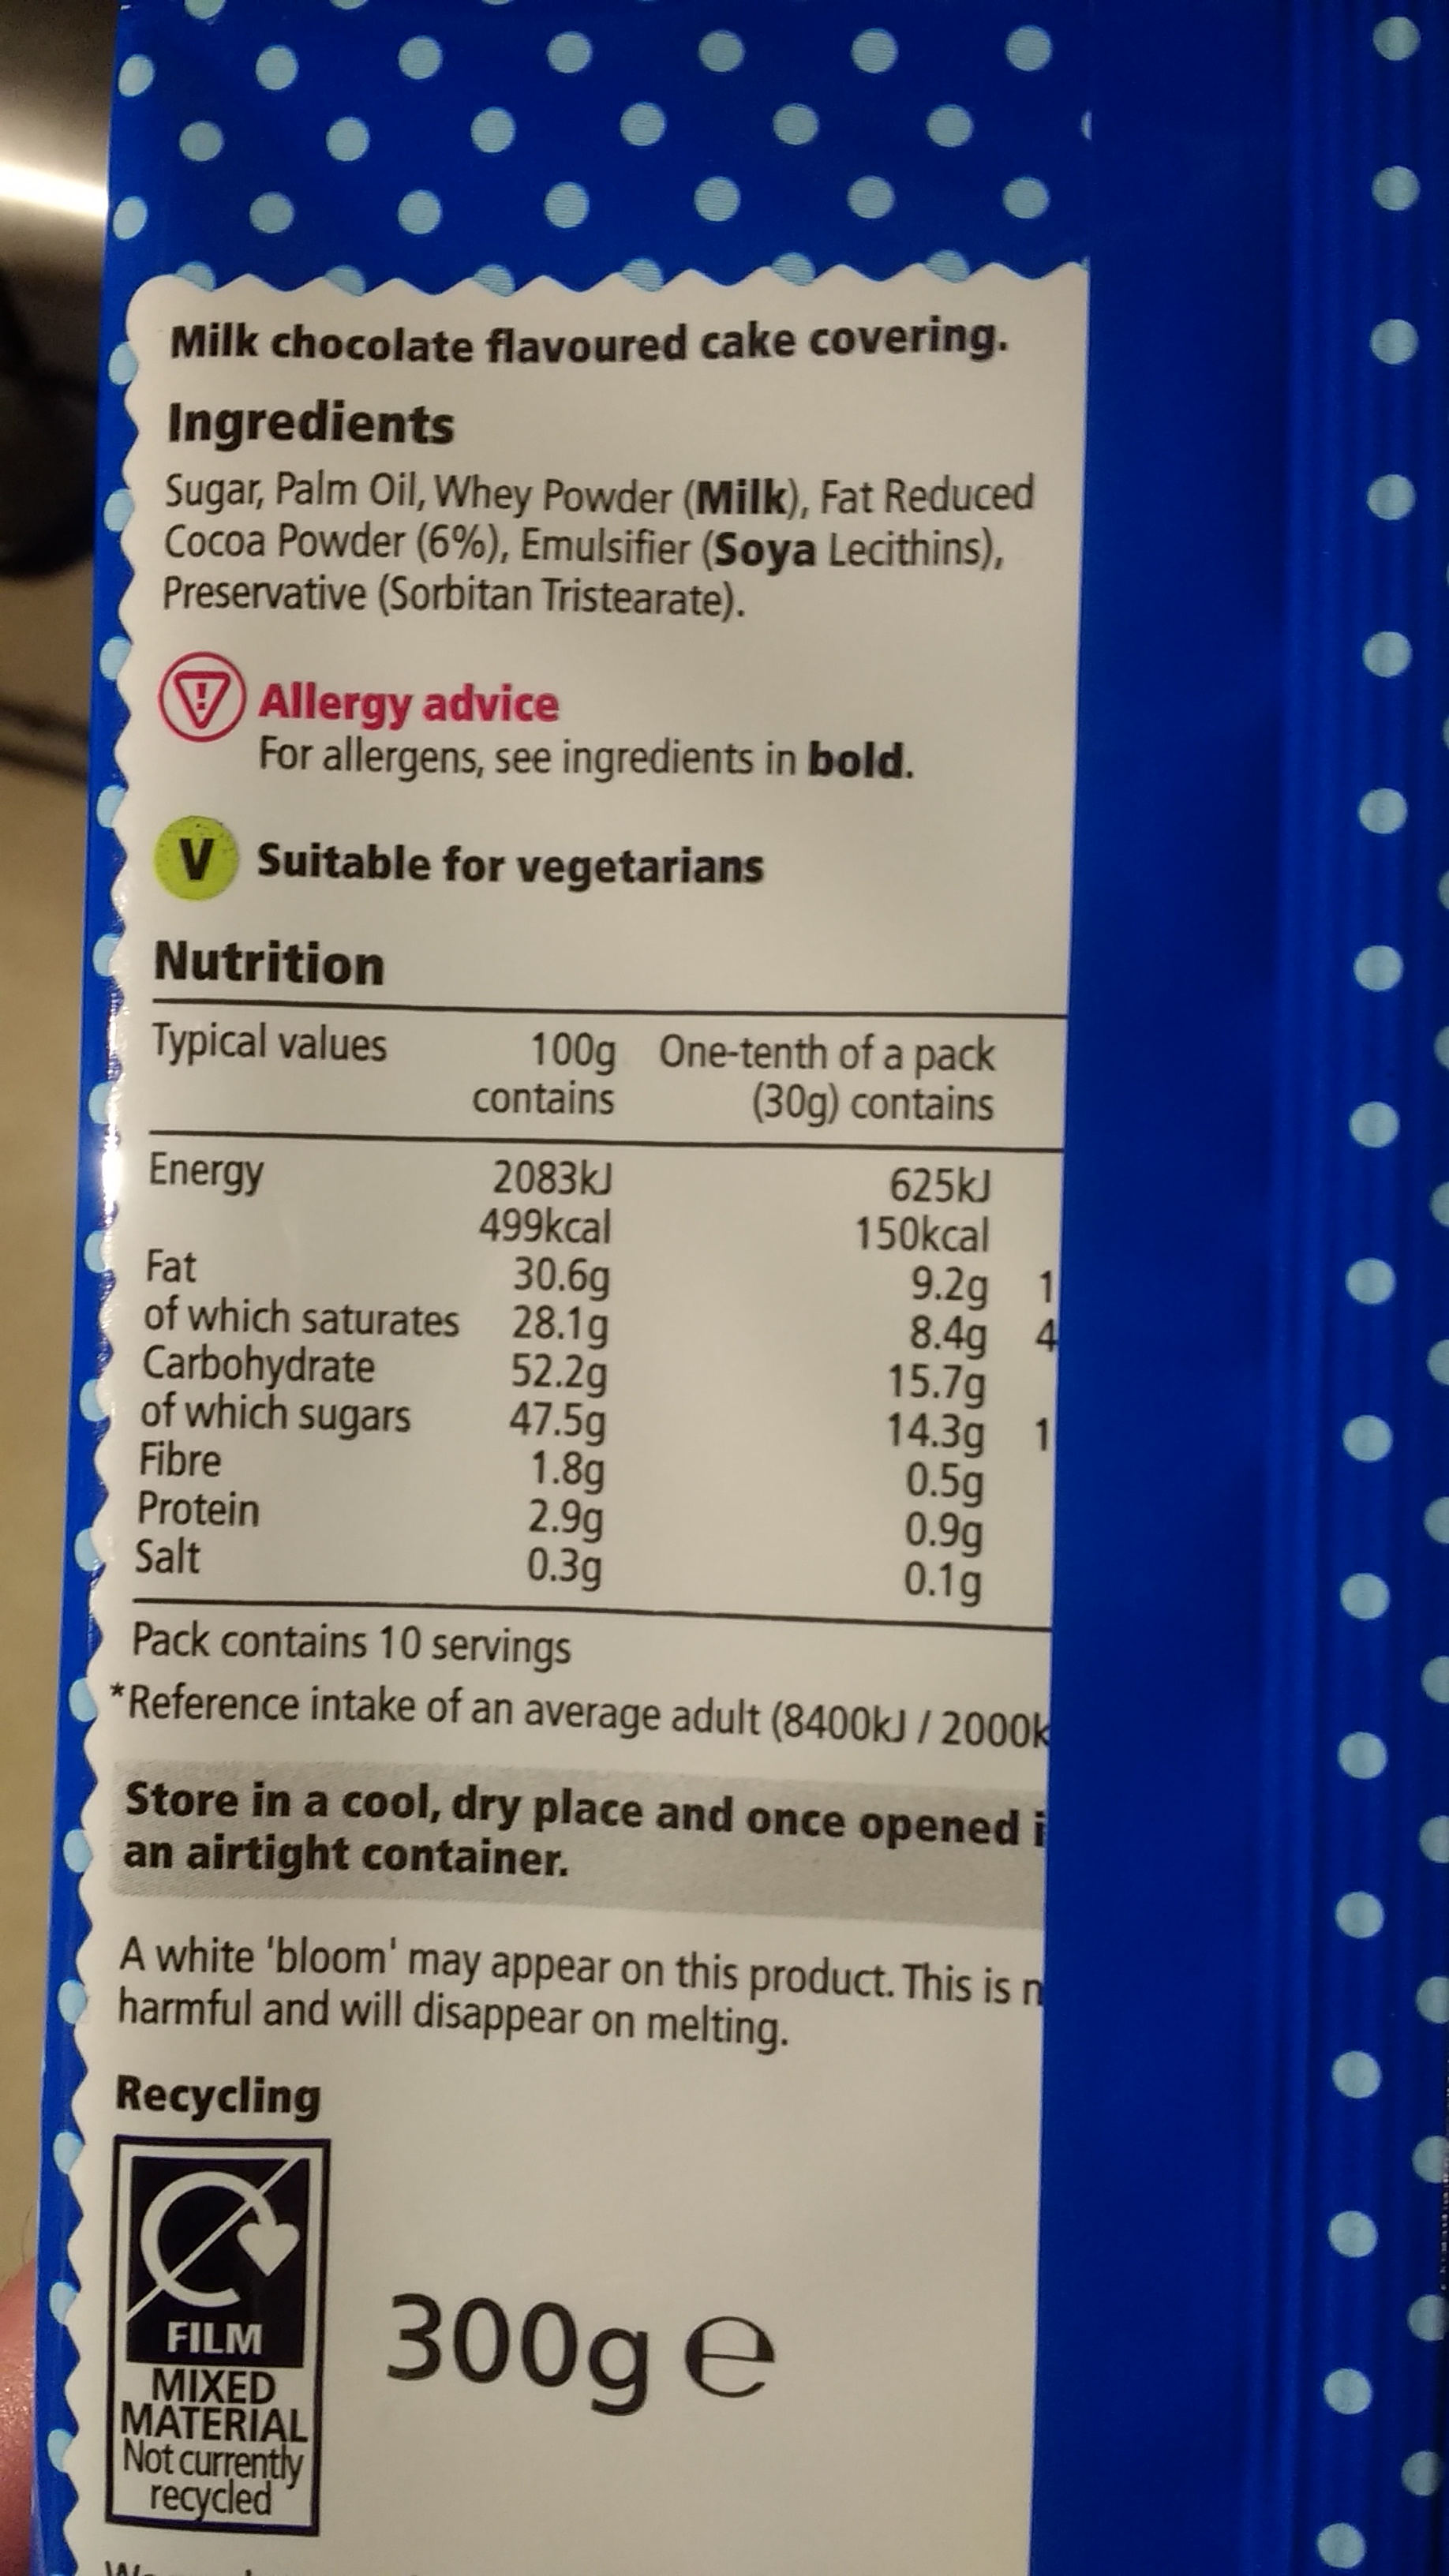 Milk chocolate flavoured cake covering.
Ingredients
Sugar, Palm Oil, Whey Powder (Milk), Fat Reduced
Cocoa Powder (6%), Emulsifier (Soya Lecithins),
Preservative (Sorbitan Tristearate).
Allergy advice
For allergens, see ingredients in bold.
V Suitable for vegetarians
Nutrition
Typical values 100g One-tenth of a pack
contains (30g) contains
Energy 2083kJ 625kJ
499kcal 150kcal
Fat 30.6g 9.2g 1
of which saturates 28.1g 8.4g 4
Carbohydrate 52.2g 15.7g
of which sugars 47.5g 14.3g 1
Fibre 1.8g 0.5g
Protein 2.9g 0.9g
Salt 0.3g 0.1g
Pack contains 10 servings
*Reference intake of an average adult (8400kJ / 2000k
Store in a cool, dry place and once opened i
an airtight container.
A white 'bloom' may appear on this product. This is n
harmful and will disappear on melting.
Recycling
FILM
MIXED
MATERIAL
Not currently
recycled
300g e